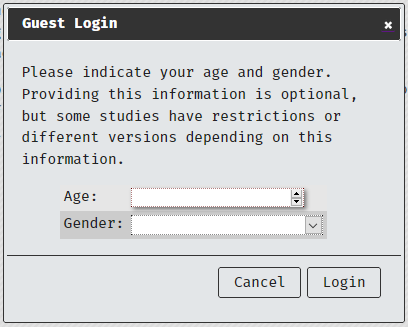 Guest Login
Please indicate your age and gender.
Providing this information is optional,
but some studies have restrictions or
different versions depending on this
information.
Age:
Gender:
Cancel Login